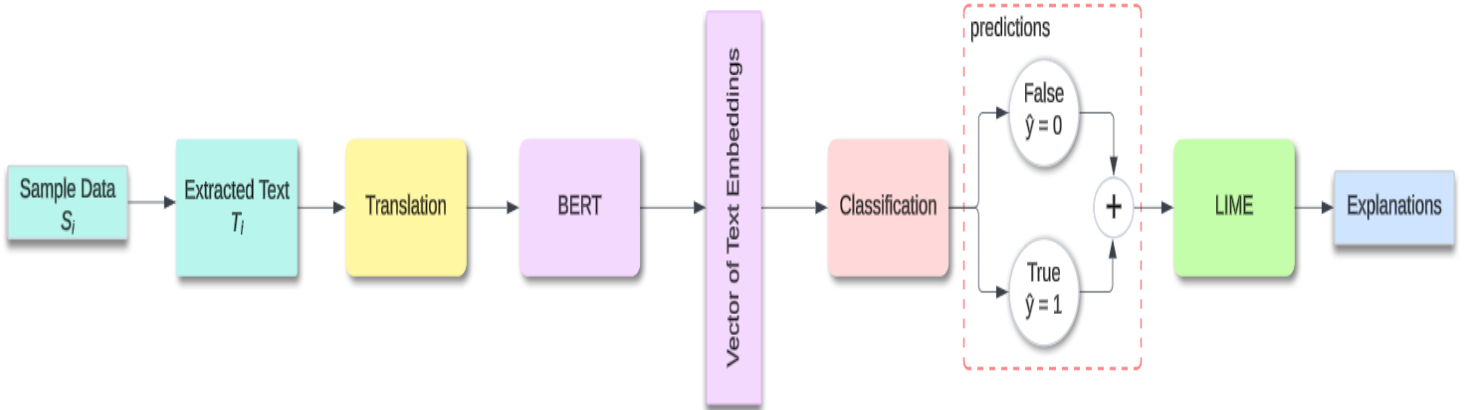 Sample Data
Sᵢ
Extracted Text
Tᵢ
Translation
BERT
Vector of Text Embeddings
Classification
predictions
False
ŷ = 0
True
ŷ = 1
+
LIME
Explanations